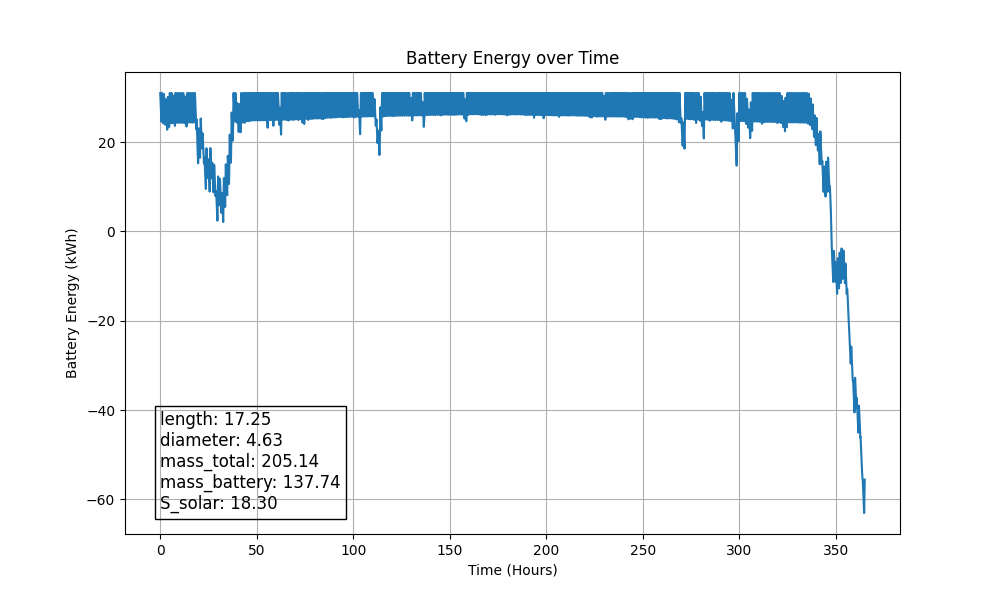 Battery Energy over Time
Battery Energy (kWh)
20
0
−20
−40
−60
length: 17.25
diameter: 4.63
mass_total: 205.14
mass_battery: 137.74
S_solar: 18.30
0 50 100 150 200 250 300 350
Time (Hours)